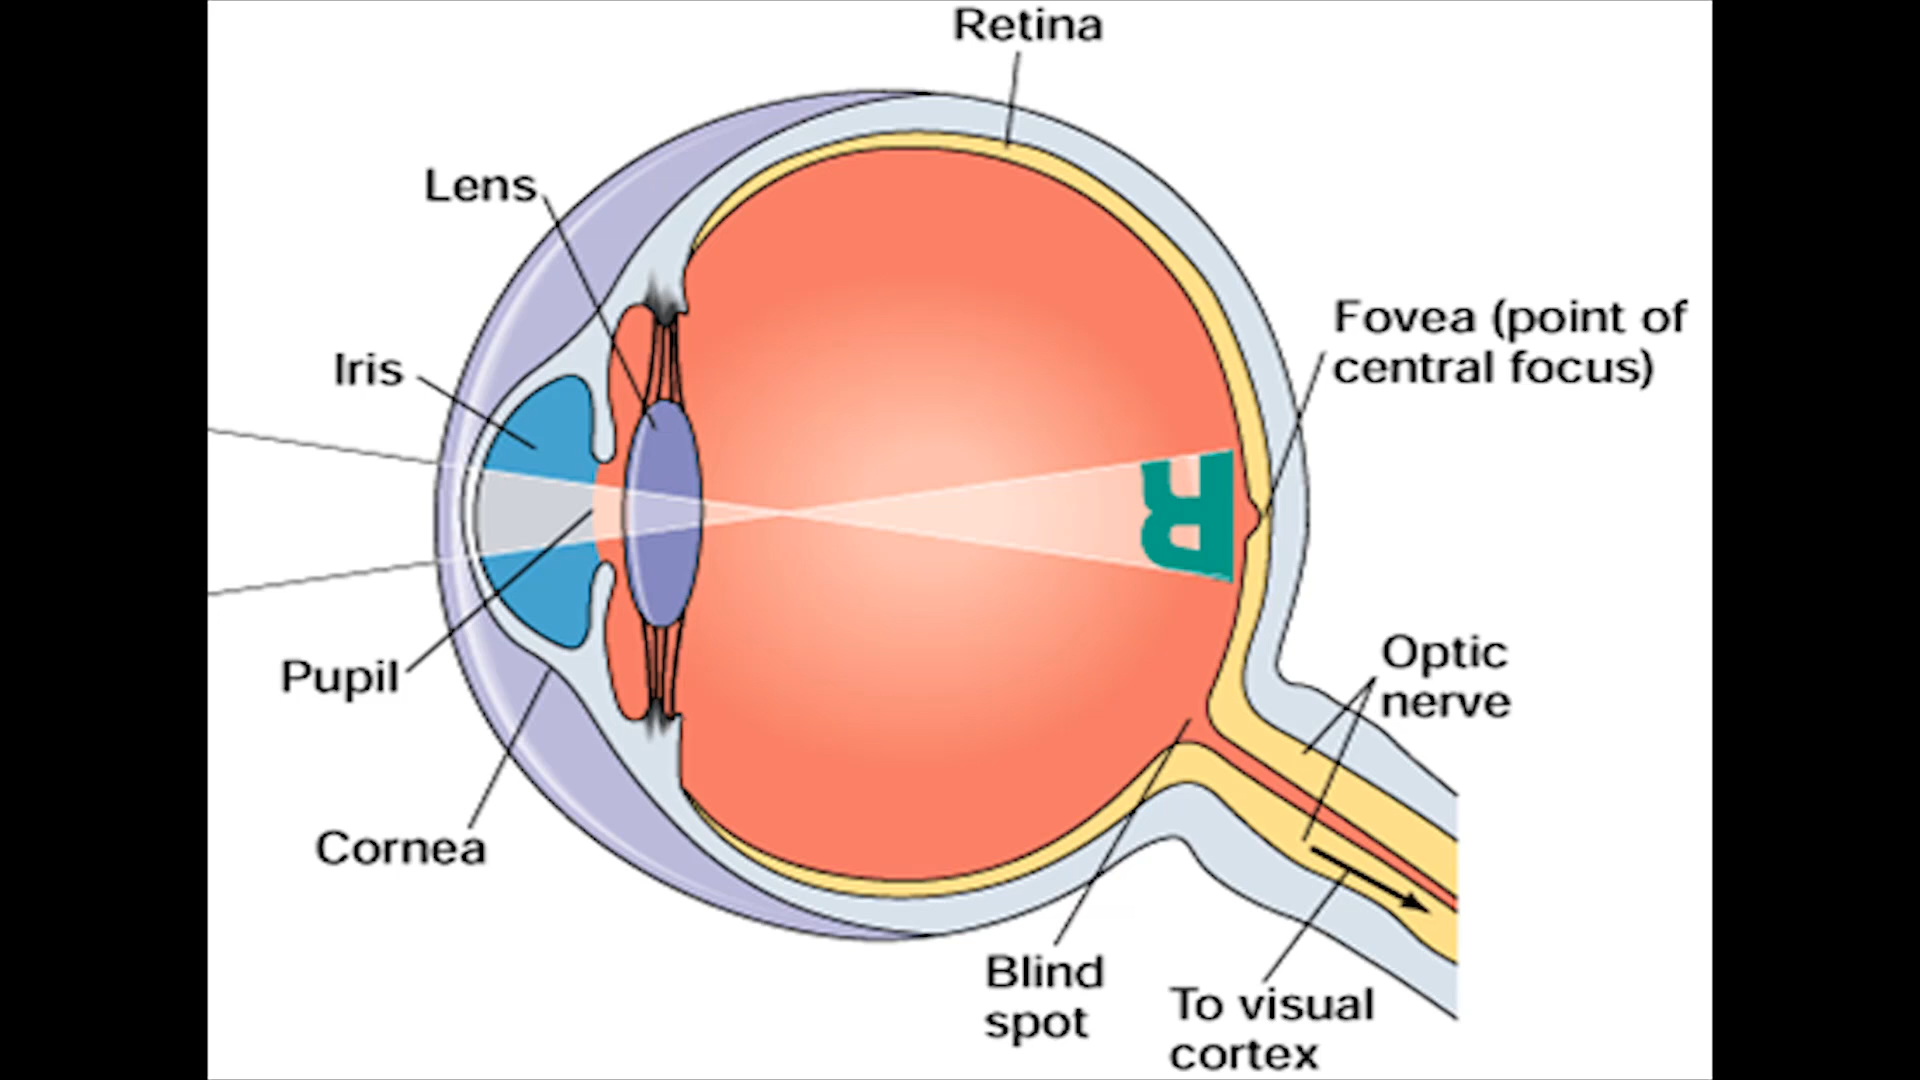 Retina
Lens
Fovea (point of
central focus)
Iris
R
Optic
nerve
Pupil
Cornea
Blind
spot
To visual
cortex